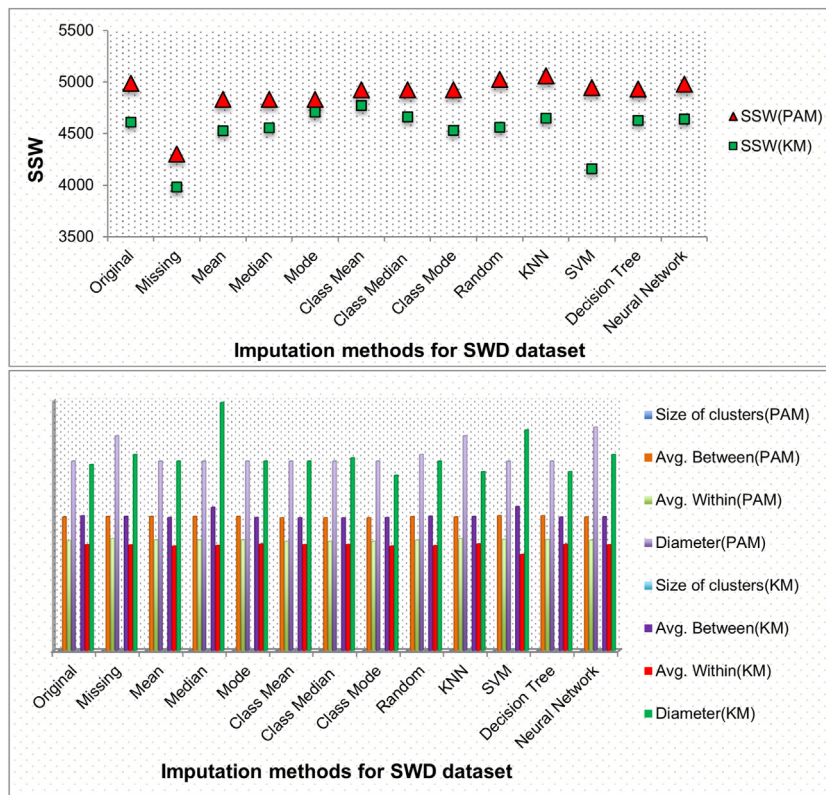 5500
5000
4500
4000
3500
SSW
SSW(PAM)
SSW(KM)
Original
Missing
Mean
Median
Mode
Class Mean
Class Median
Class Mode
Random
KNN
SVM
Decision Tree
Neural Network
Imputation methods for SWD dataset
Size of clusters(PAM)
Avg. Between(PAM)
Avg. Within(PAM)
Diameter(PAM)
Size of clusters(KM)
Avg. Between(KM)
Avg. Within(KM)
Diameter(KM)
Original
Missing
Mean
Median
Mode
Class Mean
Class Median
Class Mode
Random
KNN
SVM
Decision Tree
Neural Network
Imputation methods for SWD dataset